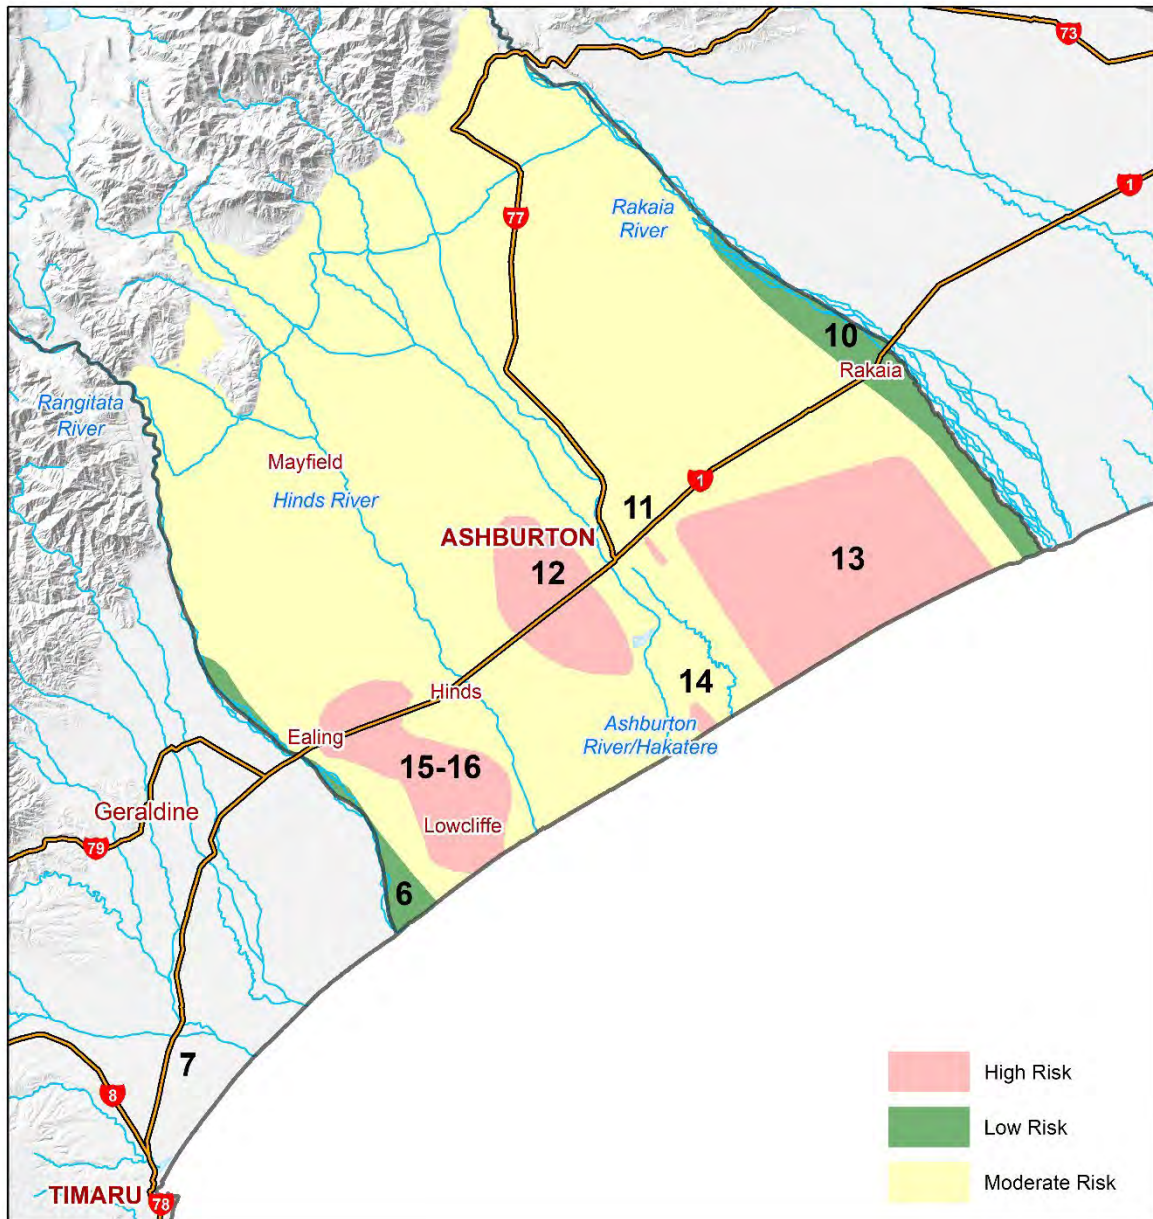 73
1
77
Rakaia
River
10
Rakaia
Rangitata
River
Mayfield
Hinds River
1
11
ASHBURTON
12
13
14
Hinds
Ashburton
River/Hakatere
Ealing
15-16
Geraldine
Lowcliffe
79
6
7
8
TIMARU
78
High Risk
Low Risk
Moderate Risk